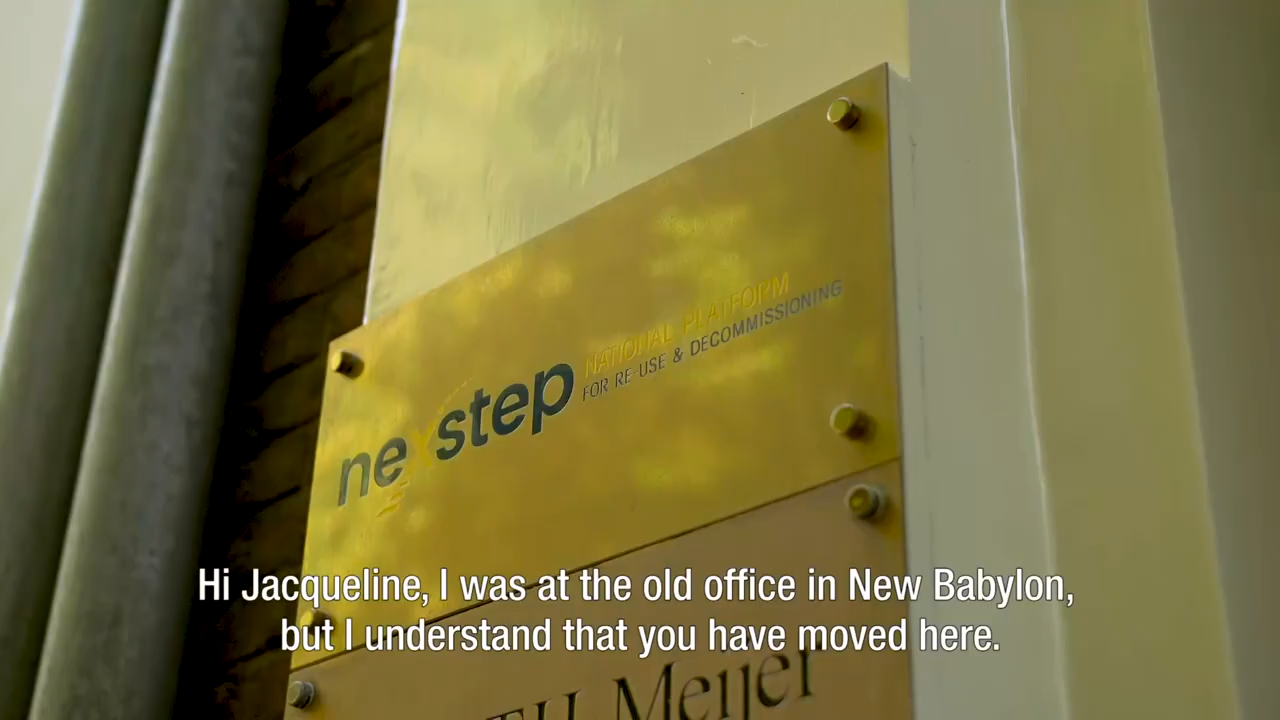 nexstep NATIONAL PLATFORM
FOR RE-USE & DECOMMISSIONING
Hi Jacqueline, I was at the old office in New Babylon,
but I understand that you have moved here.
Meijer